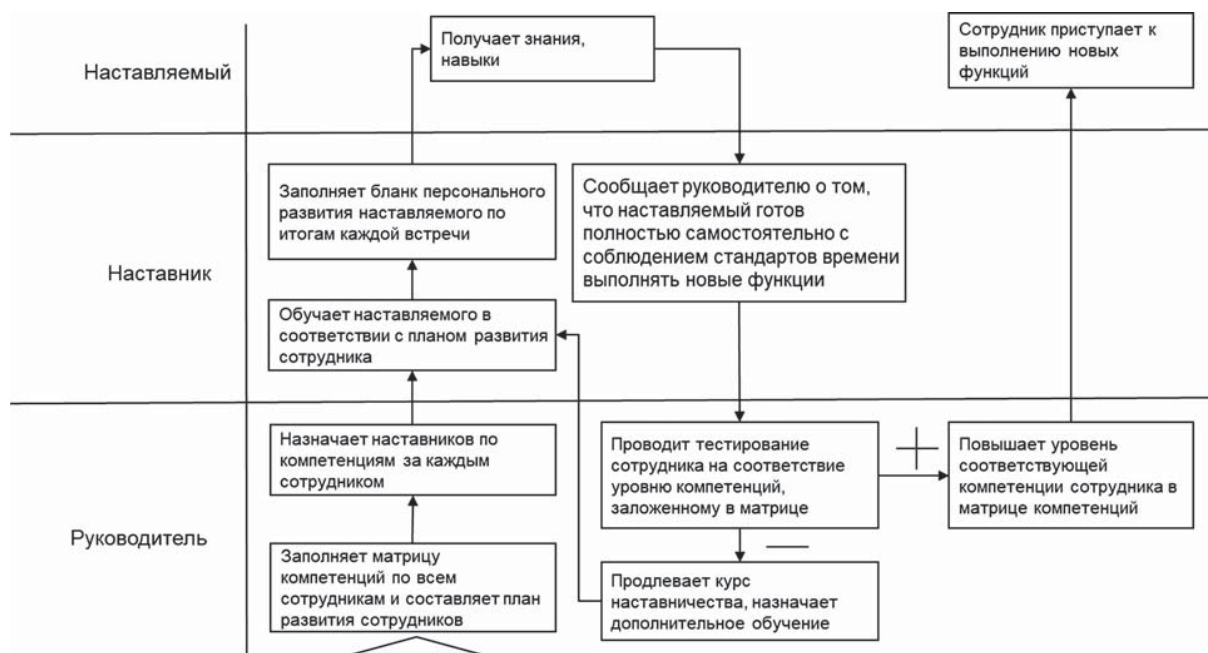 Наставляемый
Получает знания,
навыки
Сотрудник приступает к
выполнению новых
функций
Наставник
Заполняет бланк персонального
развития наставляемого по
итогам каждой встречи
Сообщает руководителю о том,
что наставляемый готов
полностью самостоятельно с
соблюдением стандартов времени
выполнять новые функции
Обучает наставляемого в
соответствии с планом развития
сотрудника
Руководитель
Назначает наставников по
компетенциям за каждым
сотрудником
Проводит тестирование
сотрудника на соответствие
уровню компетенций,
заложенному в матрице
+
Повышает уровень
соответствующей
компетенции сотрудника в
матрице компетенций
—
Заполняет матрицу
компетенций по всем
сотрудникам и составляет план
развития сотрудников
Продлевает курс
наставничества, назначает
дополнительное обучение